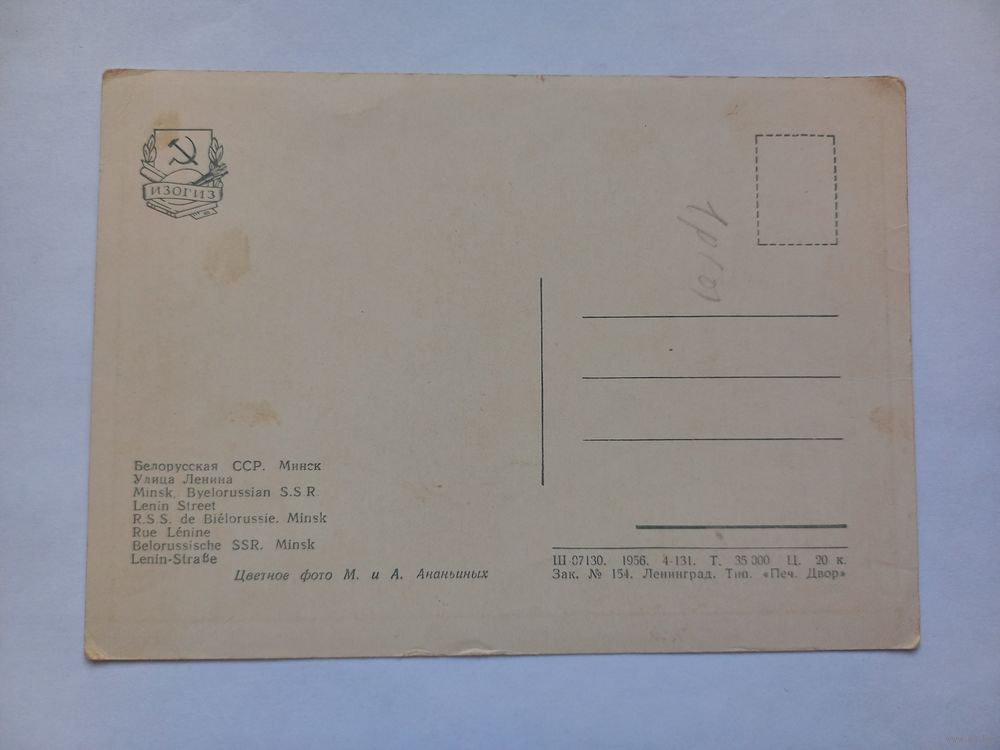 ИЗОГИЗ
Белорусская ССР. Минск
Улица Ленина
Minsk, Byelorussian S.S.R.
Lenin Street
R.S.S. de Biélorussie. Minsk
Rue Lénine
Belorussische SSR. Minsk
Lenin-Straße
Цветное фото М. и А. Ананьиных
Ш-07130. 1956. 4-131. Т. 35 000 Ц. 20 к.
Зак. № 154. Ленинград. Тип. «Печ. Двор»